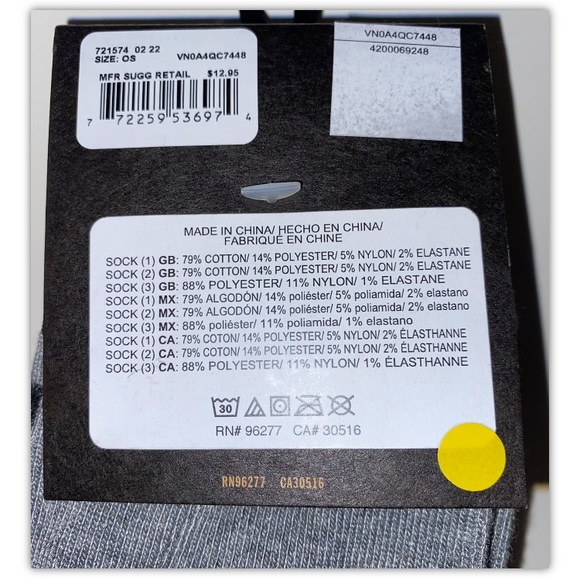 721574 02 22
VN0A4QC7448
SIZE: OS
MFR SUGG RETAIL $12.95
7 72259 53697 4
VN0A4QC7448
4200069248
MADE IN CHINA/ HECHO EN CHINA/
FABRIQUÉ EN CHINE
SOCK (1) GB: 79% COTTON/ 14% POLYESTER/ 5% NYLON/ 2% ELASTANE
SOCK (2) GB: 79% COTTON/ 14% POLYESTER/ 5% NYLON/ 2% ELASTANE
SOCK (3) GB: 88% POLYESTER/ 11% NYLON/ 1% ELASTANE
SOCK (1) MX: 79% ALGODÓN/ 14% poliéster/ 5% poliamida/ 2% elastano
SOCK (2) MX: 79% ALGODÓN/ 14% poliéster/ 5% poliamida/ 2% elastano
SOCK (3) MX: 88% poliéster/ 11% poliamida/ 1% elastano
SOCK (1) CA: 79% COTON/ 14% POLYESTER/ 5% NYLON/ 2% ÉLASTHANNE
SOCK (2) CA: 79% COTON/ 14% POLYESTER/ 5% NYLON/ 2% ÉLASTHANNE
SOCK (3) CA: 88% POLYESTER/ 11% NYLON/ 1% ÉLASTHANNE
30
RN# 96277 CA# 30516
RN96277 CA30516